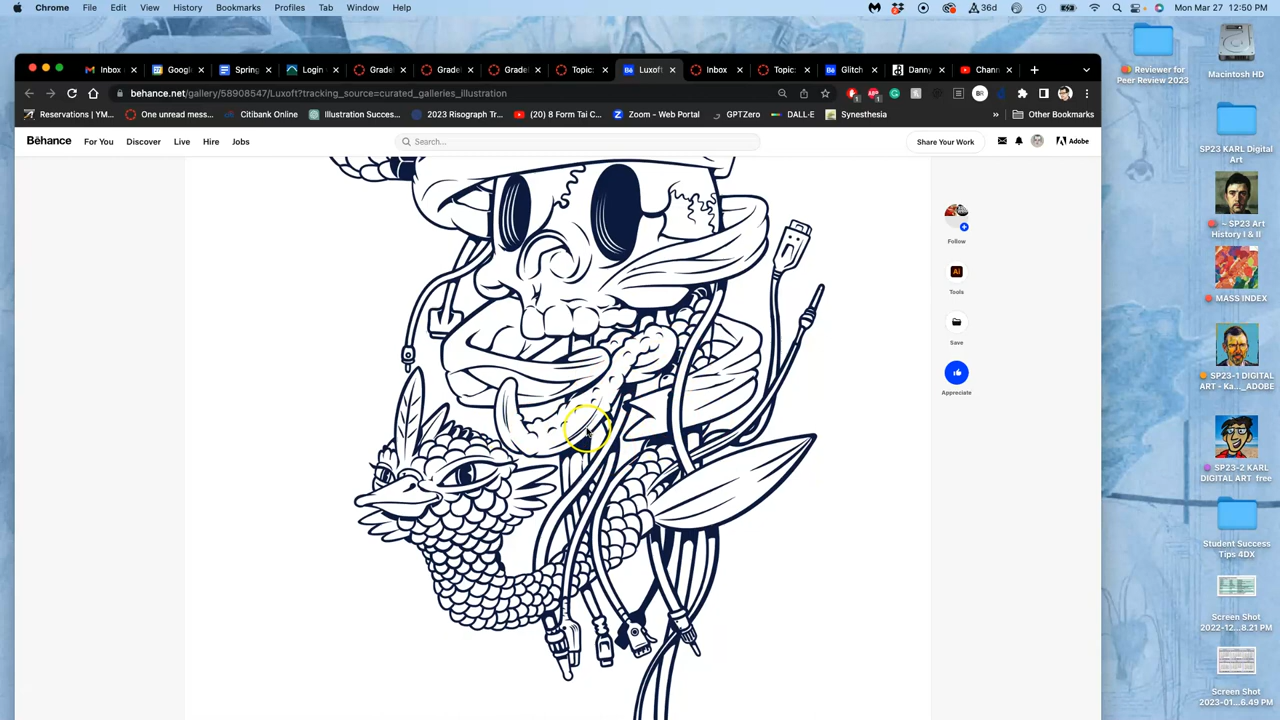 Chrome File Edit View History Bookmarks Profiles Tab Window Help 36d Mon Mar 27 12:50 PM
Inbox Google Spring Login Grade Grade Grade Topic: Luxoft Inbox Topic: Glitch Danny Chann
behance.net/gallery/58908547/Luxoft?tracking_source=curated_galleries_illustration
Reservations | YM... One unread mess... Citibank Online Illustration Succes... 2023 Risograph Tr... (20) 8 Form Tai C... Zoom - Web Portal GPTZero DALL·E Synesthesia » Other Bookmarks
Bēhance For You Discover Live Hire Jobs Search... Share Your Work Adobe
Follow
Ai
Tools
Save
Appreciate
Reviewer for
Peer Review 2023
Macintosh HD
SP23 KARL Digital
Art
~ SP23 Art
History I & II
MASS INDEX
SP23-1 DIGITAL
ART - Ka..._ADOBE
SP23-2 KARL
DIGITAL ART free
Student Success
Tips 4DX
Screen Shot
2022-12...8.21 PM
Screen Shot
2023-01...6.49 PM